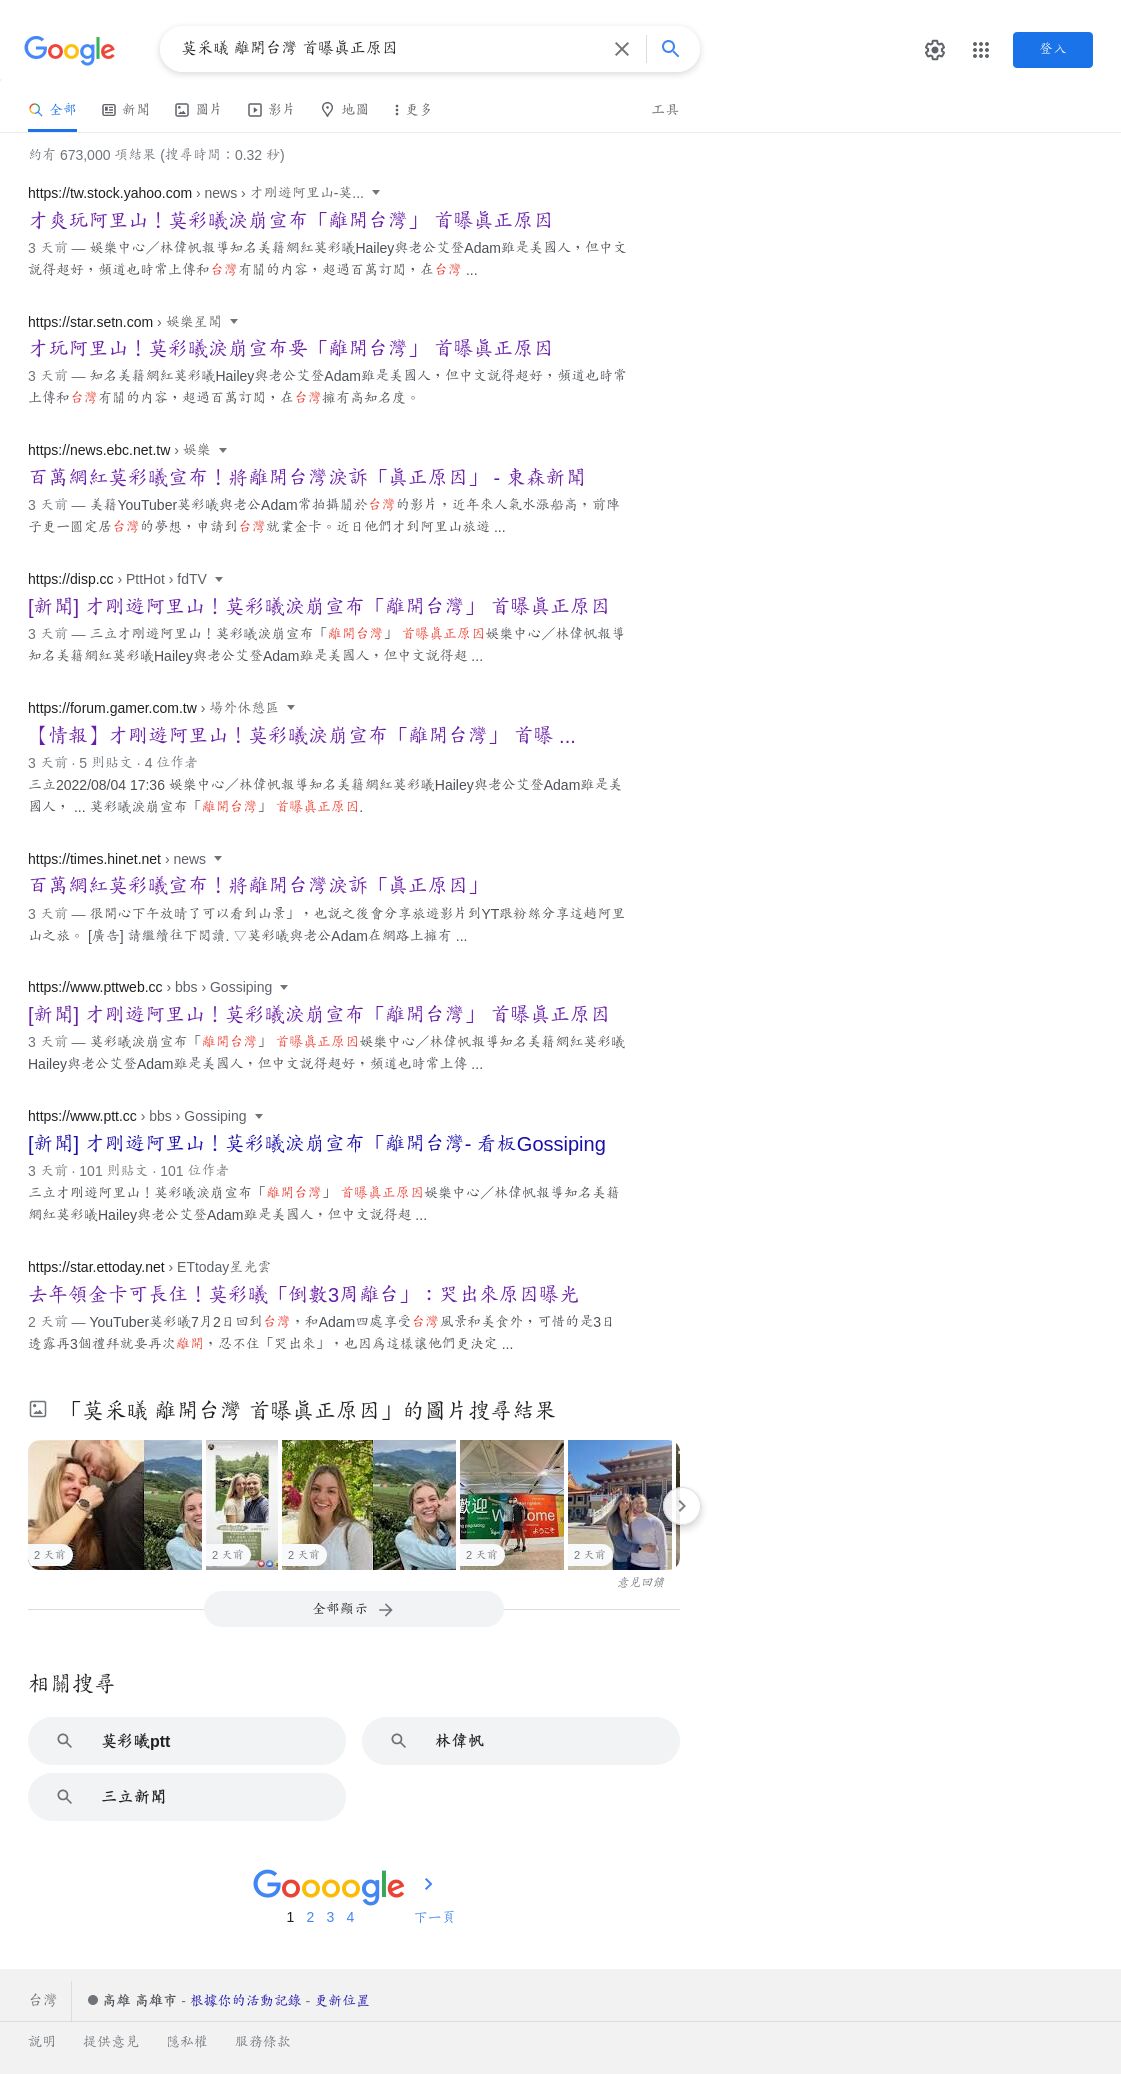 Google
莫采曦 離開台灣 首曝真正原因
登入
全部 新聞 圖片 影片 地圖 更多 工具
約有 673,000 項結果 (搜尋時間：0.32 秒)
https://tw.stock.yahoo.com › news › 才剛遊阿里山-莫...
才爽玩阿里山！莫彩曦淚崩宣布「離開台灣」 首曝真正原因
3 天前 — 娛樂中心／林偉帆報導知名美籍網紅莫彩曦Hailey與老公艾登Adam雖是美國人，但中文
說得超好，頻道也時常上傳和台灣有關的內容，超過百萬訂閱，在台灣 ...
https://star.setn.com › 娛樂星聞
才玩阿里山！莫彩曦淚崩宣布要「離開台灣」 首曝真正原因
3 天前 — 知名美籍網紅莫彩曦Hailey與老公艾登Adam雖是美國人，但中文說得超好，頻道也時常
上傳和台灣有關的內容，超過百萬訂閱，在台灣擁有高知名度。
https://news.ebc.net.tw › 娛樂
百萬網紅莫彩曦宣布！將離開台灣淚訴「真正原因」 - 東森新聞
3 天前 — 美籍YouTuber莫彩曦與老公Adam常拍攝關於台灣的影片，近年來人氣水漲船高，前陣
子更一圓定居台灣的夢想，申請到台灣就業金卡。近日他們才到阿里山旅遊 ...
https://disp.cc › PttHot › fdTV
[新聞] 才剛遊阿里山！莫彩曦淚崩宣布「離開台灣」 首曝真正原因
3 天前 — 三立才剛遊阿里山！莫彩曦淚崩宣布「離開台灣」 首曝真正原因娛樂中心／林偉帆報導
知名美籍網紅莫彩曦Hailey與老公艾登Adam雖是美國人，但中文說得超 ...
https://forum.gamer.com.tw › 場外休憩區
【情報】才剛遊阿里山！莫彩曦淚崩宣布「離開台灣」 首曝 ...
3 天前 · 5 則貼文 · 4 位作者
三立2022/08/04 17:36 娛樂中心／林偉帆報導知名美籍網紅莫彩曦Hailey與老公艾登Adam雖是美
國人， ... 莫彩曦淚崩宣布「離開台灣」 首曝真正原因.
https://times.hinet.net › news
百萬網紅莫彩曦宣布！將離開台灣淚訴「真正原因」
3 天前 — 很開心下午放晴了可以看到山景」，也說之後會分享旅遊影片到YT跟粉絲分享這趟阿里
山之旅。 [廣告] 請繼續往下閱讀. ▽莫彩曦與老公Adam在網路上擁有 ...
https://www.pttweb.cc › bbs › Gossiping
[新聞] 才剛遊阿里山！莫彩曦淚崩宣布「離開台灣」 首曝真正原因
3 天前 — 莫彩曦淚崩宣布「離開台灣」 首曝真正原因娛樂中心／林偉帆報導知名美籍網紅莫彩曦
Hailey與老公艾登Adam雖是美國人，但中文說得超好，頻道也時常上傳 ...
https://www.ptt.cc › bbs › Gossiping
[新聞] 才剛遊阿里山！莫彩曦淚崩宣布「離開台灣- 看板Gossiping
3 天前 · 101 則貼文 · 101 位作者
三立才剛遊阿里山！莫彩曦淚崩宣布「離開台灣」 首曝真正原因娛樂中心／林偉帆報導知名美籍
網紅莫彩曦Hailey與老公艾登Adam雖是美國人，但中文說得超 ...
https://star.ettoday.net › ETtoday星光雲
去年領金卡可長住！莫彩曦「倒數3周離台」：哭出來原因曝光
2 天前 — YouTuber莫彩曦7月2日回到台灣，和Adam四處享受台灣風景和美食外，可惜的是3日
透露再3個禮拜就要再次離開，忍不住「哭出來」，也因為這樣讓他們更決定 ...
「莫采曦 離開台灣 首曝真正原因」的圖片搜尋結果
歡迎 Welcome
ようこそ
2 天前 2 天前 2 天前 2 天前 2 天前
意見回饋
全部顯示
相關搜尋
莫彩曦ptt 林偉帆
三立新聞
Goooogle
1 2 3 4 下一頁
台灣 高雄 高雄市 - 根據你的活動記錄 - 更新位置
說明 提供意見 隱私權 服務條款